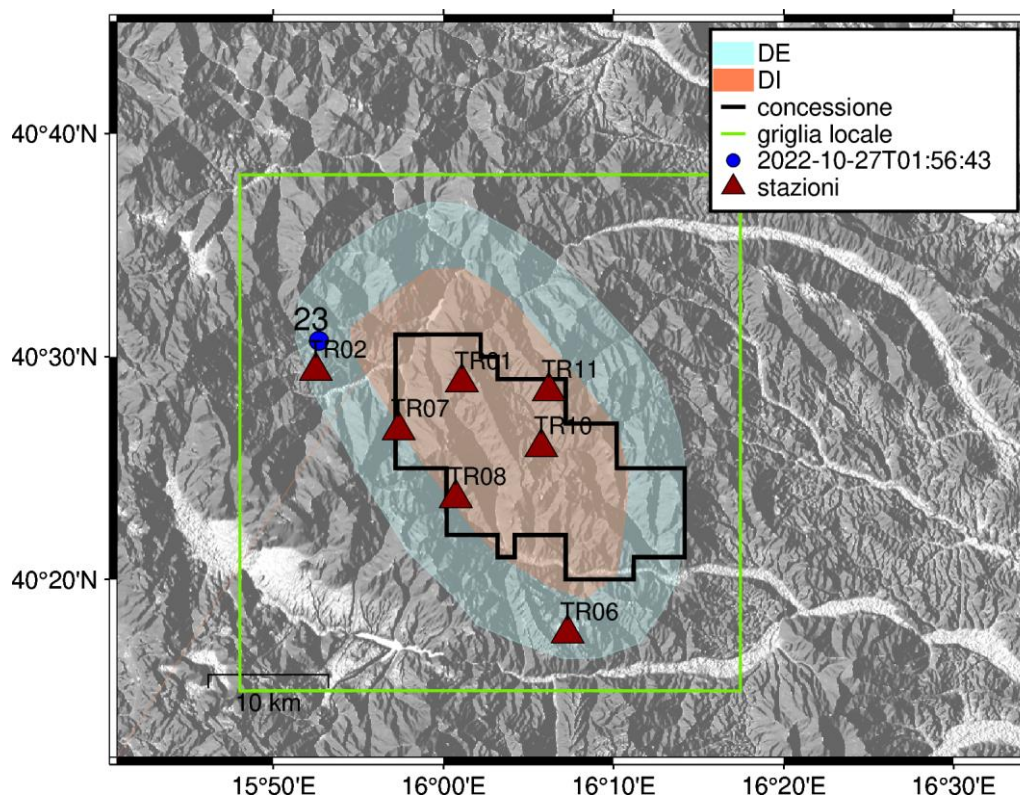 DE
DI
concessione
griglia locale
2022-10-27T01:56:43
stazioni
40°40'N
23
TR02
40°30'N
TR01
TR11
TR07
TR10
TR08
40°20'N
TR06
10 km
15°50'E
16°00'E
16°10'E
16°20'E
16°30'E